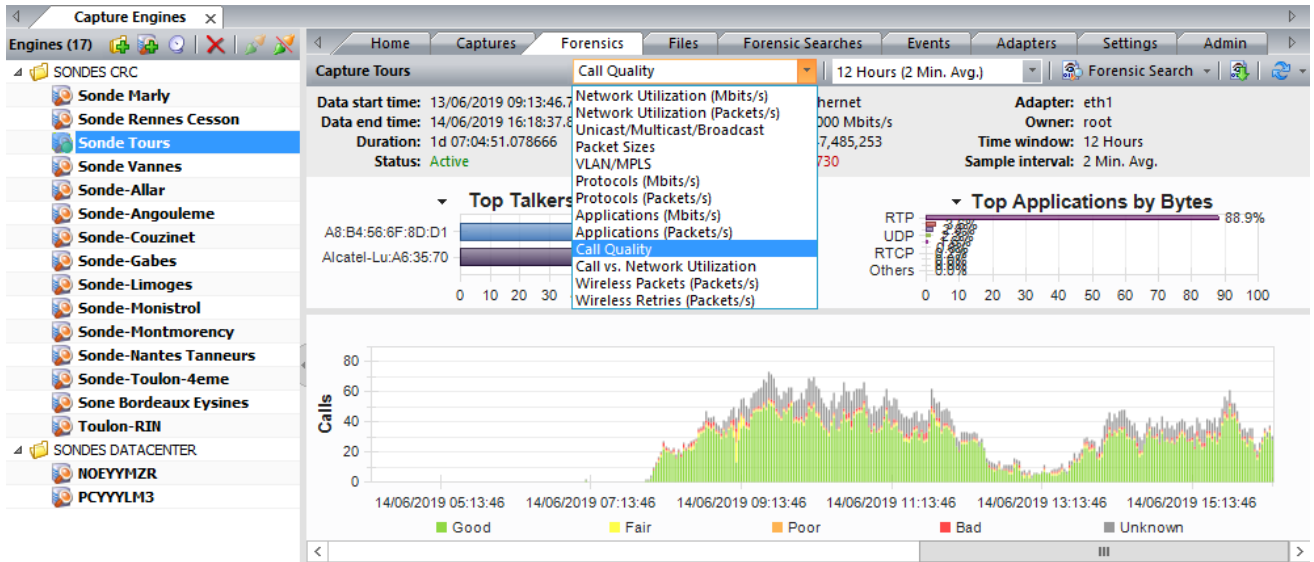 Capture Engines
Engines (17)
SONDES CRC
Sonde Marly
Sonde Rennes Cesson
Sonde Tours
Sonde Vannes
Sonde-Allar
Sonde-Angouleme
Sonde-Couzinet
Sonde-Gabes
Sonde-Limoges
Sonde-Monistrol
Sonde-Montmorency
Sonde-Nantes Tanneurs
Sonde-Toulon-4eme
Sone Bordeaux Eysines
Toulon-RIN
SONDES DATACENTER
NOEYYMZR
PCYYYLM3
Home Captures Forensics Files Forensic Searches Events Adapters Settings Admin
Capture Tours Call Quality 12 Hours (2 Min. Avg.) Forensic Search
Data start time: 13/06/2019 09:13:46.7
Data end time: 14/06/2019 16:18:37.8
Duration: 1d 07:04:51.078666
Status: Active
Network Utilization (Mbits/s)
Network Utilization (Packets/s)
Unicast/Multicast/Broadcast
Packet Sizes
VLAN/MPLS
Protocols (Mbits/s)
Protocols (Packets/s)
Applications (Mbits/s)
Applications (Packets/s)
Call Quality
Call vs. Network Utilization
Wireless Packets (Packets/s)
Wireless Retries (Packets/s)
hernet
000 Mbits/s
7,485,253
730
Adapter: eth1
Owner: root
Time window: 12 Hours
Sample interval: 2 Min. Avg.
Top Talkers
A8:B4:56:6F:8D:D1
Alcatel-Lu:A6:35:70
0 10 20 30
Top Applications by Bytes
RTP 88.9%
UDP
RTCP
Others 0.0%
0 10 20 30 40 50 60 70 80 90 100
Calls
80
60
40
20
0
14/06/2019 05:13:46 14/06/2019 07:13:46 14/06/2019 09:13:46 14/06/2019 11:13:46 14/06/2019 13:13:46 14/06/2019 15:13:46
Good Fair Poor Bad Unknown